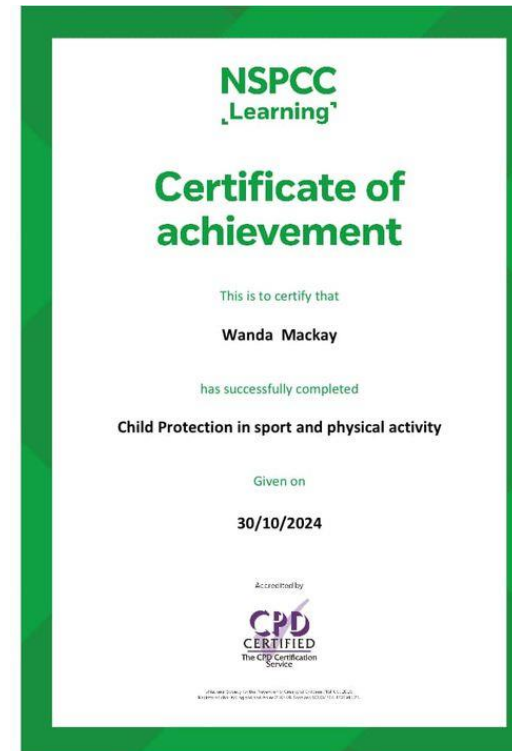 NSPCC
Learning
Certificate of
achievement
This is to certify that
Wanda Mackay
has successfully completed
Child Protection in sport and physical activity
Given on
30/10/2024
Accredited by
CPD
CERTIFIED
The CPD Certification
Service